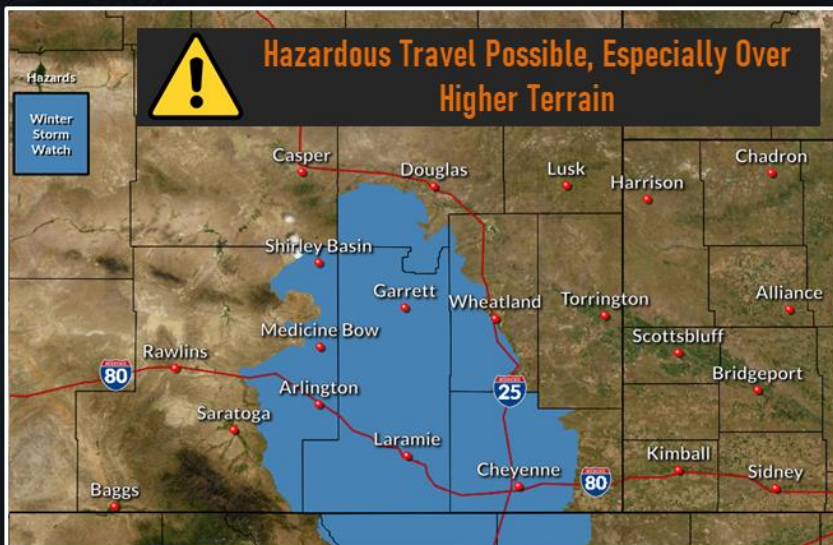 Hazardous Travel Possible, Especially Over
Higher Terrain
Hazards
Winter
Storm
Watch
Casper
Douglas
Lusk
Chadron
Harrison
Shirley Basin
Garrett
Wheatland
Torrington
Alliance
Medicine Bow
Scottsbluff
Rawlins
80
Bridgeport
Arlington
25
Saratoga
Laramie
Kimball
Cheyenne
80
Sidney
Baggs